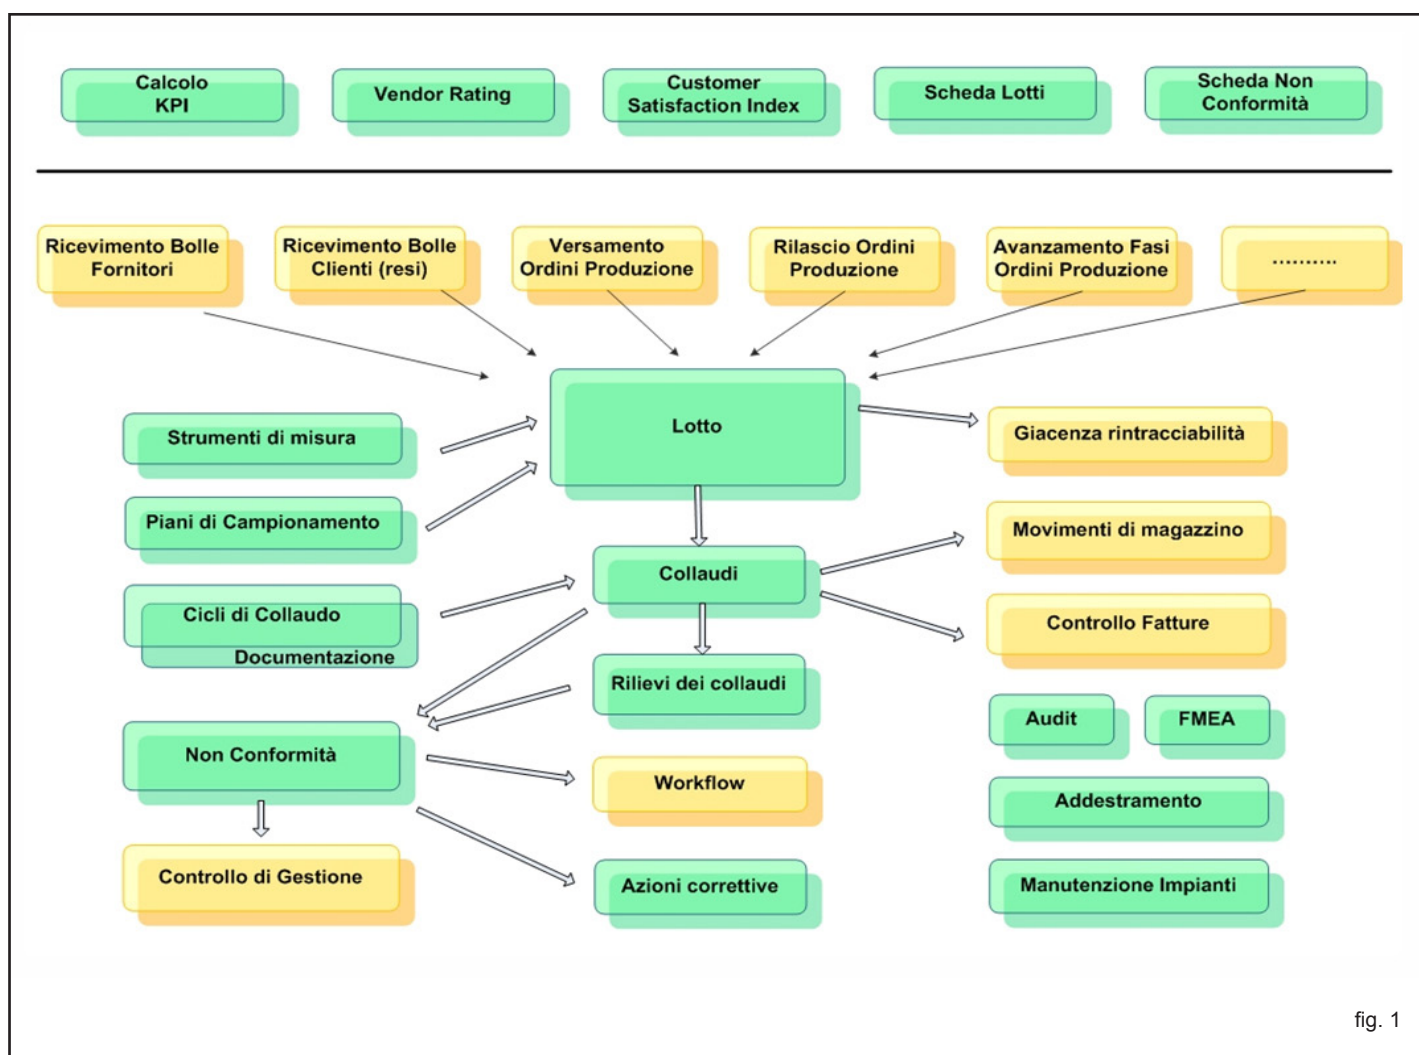 Calcolo
KPI
Vendor Rating
Customer
Satisfaction Index
Scheda Lotti
Scheda Non
Conformità
Ricevimento Bolle
Fornitori
Ricevimento Bolle
Clienti (resi)
Versamento
Ordini Produzione
Rilascio Ordini
Produzione
Avanzamento Fasi
Ordini Produzione
..........
Lotto
Strumenti di misura
Giacenza rintracciabilità
Piani di Campionamento
Movimenti di magazzino
Collaudi
Cicli di Collaudo
Documentazione
Controllo Fatture
Rilievi dei collaudi
Audit
FMEA
Non Conformità
Workflow
Addestramento
Controllo di Gestione
Azioni correttive
Manutenzione Impianti
fig. 1